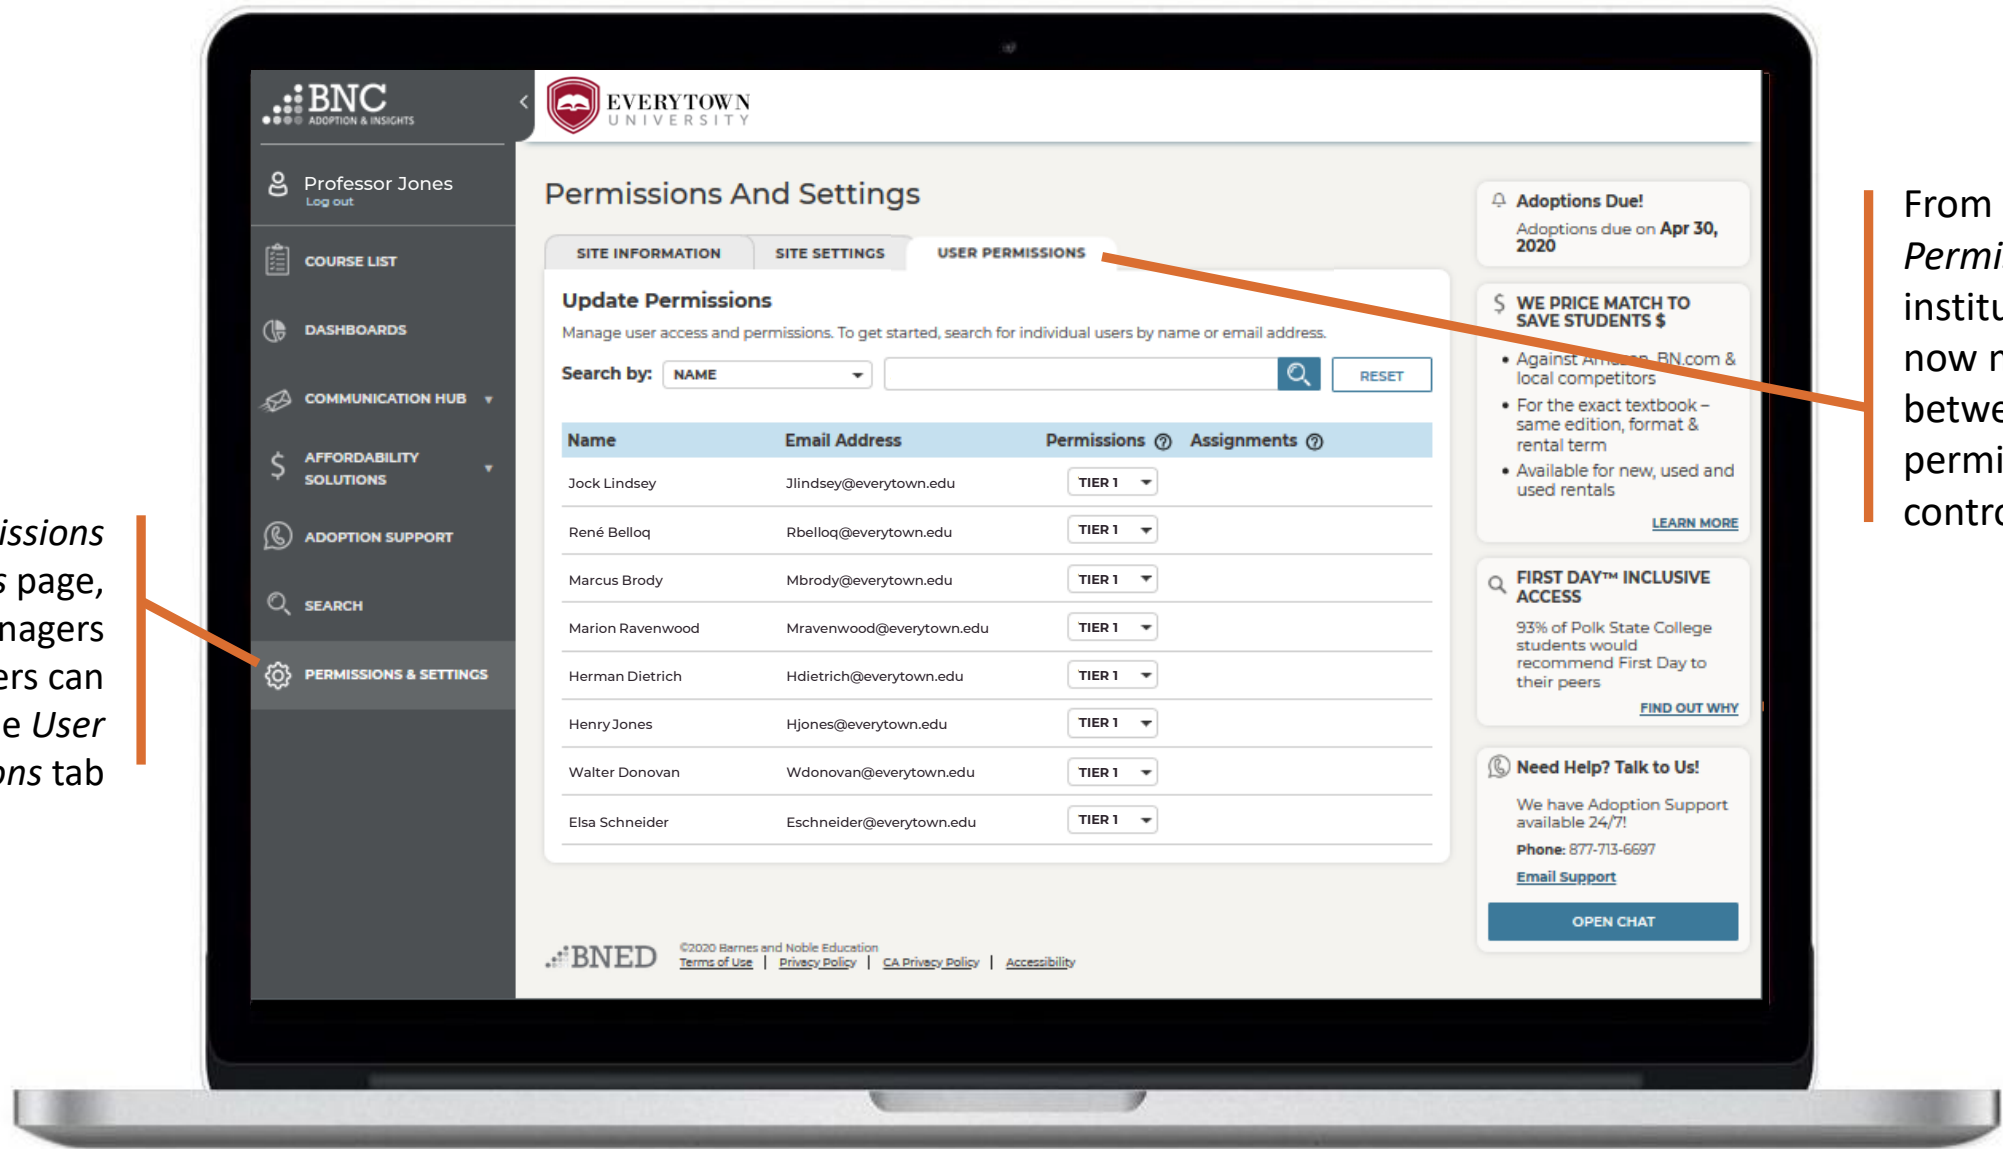 BNC
ADOPTION & INSIGHTS
Professor Jones
Log out
COURSE LIST
DASHBOARDS
COMMUNICATION HUB
AFFORDABILITY
SOLUTIONS
ADOPTION SUPPORT
SEARCH
PERMISSIONS & SETTINGS
page,
can
User
tab
EVERYTOWN
UNIVERSITY
Permissions And Settings
SITE INFORMATION SITE SETTINGS USER PERMISSIONS
Update Permissions
Manage user access and permissions. To get started, search for individual users by name or email address.
Search by: NAME RESET
Name Email Address Permissions ? Assignments ?
Jock Lindsey Jlindsey@everytown.edu TIER 1
René Belloq Rbelloq@everytown.edu TIER 1
Marcus Brody Mbrody@everytown.edu TIER 1
Marion Ravenwood Mravenwood@everytown.edu TIER 1
Herman Dietrich Hdietrich@everytown.edu TIER 1
Henry Jones Hjones@everytown.edu TIER 1
Walter Donovan Wdonovan@everytown.edu TIER 1
Elsa Schneider Eschneider@everytown.edu TIER 1
BNED
©2020 Barnes and Noble Education
Terms of Use | Privacy Policy | CA Privacy Policy | Accessibility
Adoptions Due!
Adoptions due on Apr 30,
2020
$ WE PRICE MATCH TO
SAVE STUDENTS $
• Against Amazon, BN.com &
local competitors
• For the exact textbook –
same edition, format &
rental term
• Available for new, used and
used rentals
LEARN MORE
FIRST DAY™ INCLUSIVE
ACCESS
93% of Polk State College
students would
recommend First Day to
their peers
FIND OUT WHY
Need Help? Talk to Us!
We have Adoption Support
available 24/7!
Phone: 877-713-6697
Email Support
OPEN CHAT
From
now